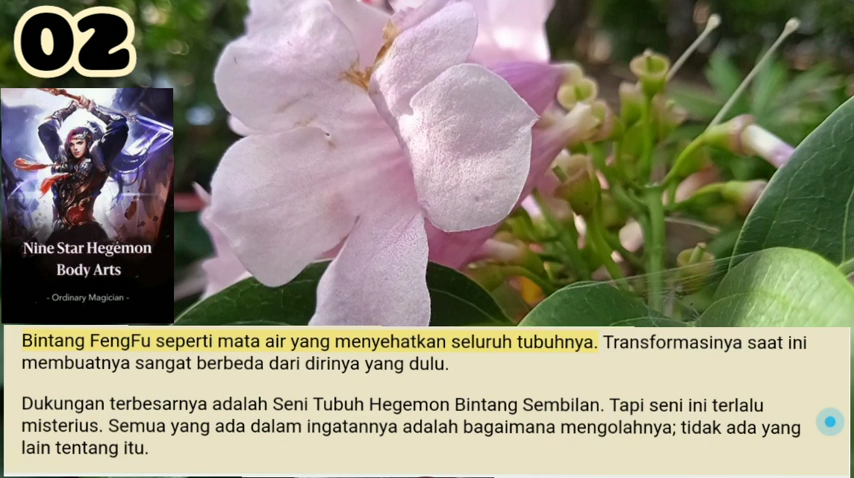 02
Nine Star Hegemon
Body Arts
- Ordinary Magician -
Bintang FengFu seperti mata air yang menyehatkan seluruh tubuhnya. Transformasinya saat ini
membuatnya sangat berbeda dari dirinya yang dulu.
Dukungan terbesarnya adalah Seni Tubuh Hegemon Bintang Sembilan. Tapi seni ini terlalu
misterius. Semua yang ada dalam ingatannya adalah bagaimana mengolahnya; tidak ada yang
lain tentang itu.